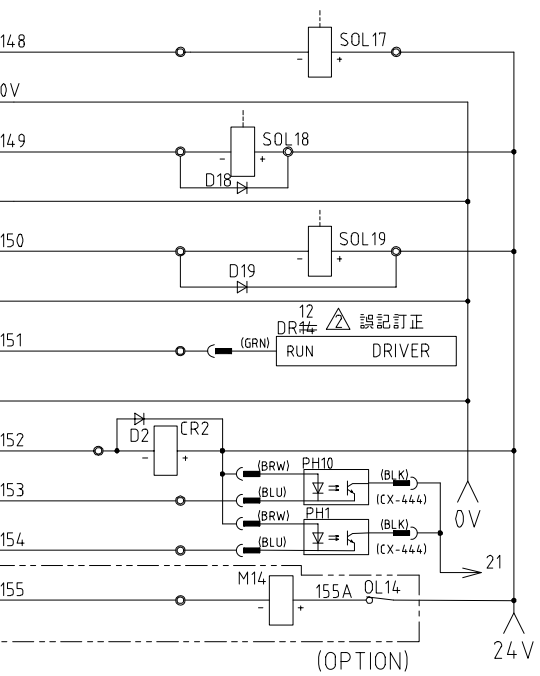 148
SOL17
- +
0V
149
SOL18
- +
D18
150
SOL19
- +
D19
12
DR14
2
誤記訂正
151
(GRN)
RUN DRIVER
152
D2
CR2
- +
(BRW)
PH10
(BLK)
153
(BLU)
(CX-444)
(BRW)
PH1
(BLK)
0V
154
(BLU)
(CX-444)
21
155
M14
- +
155A
OL14
(OPTION)
24V